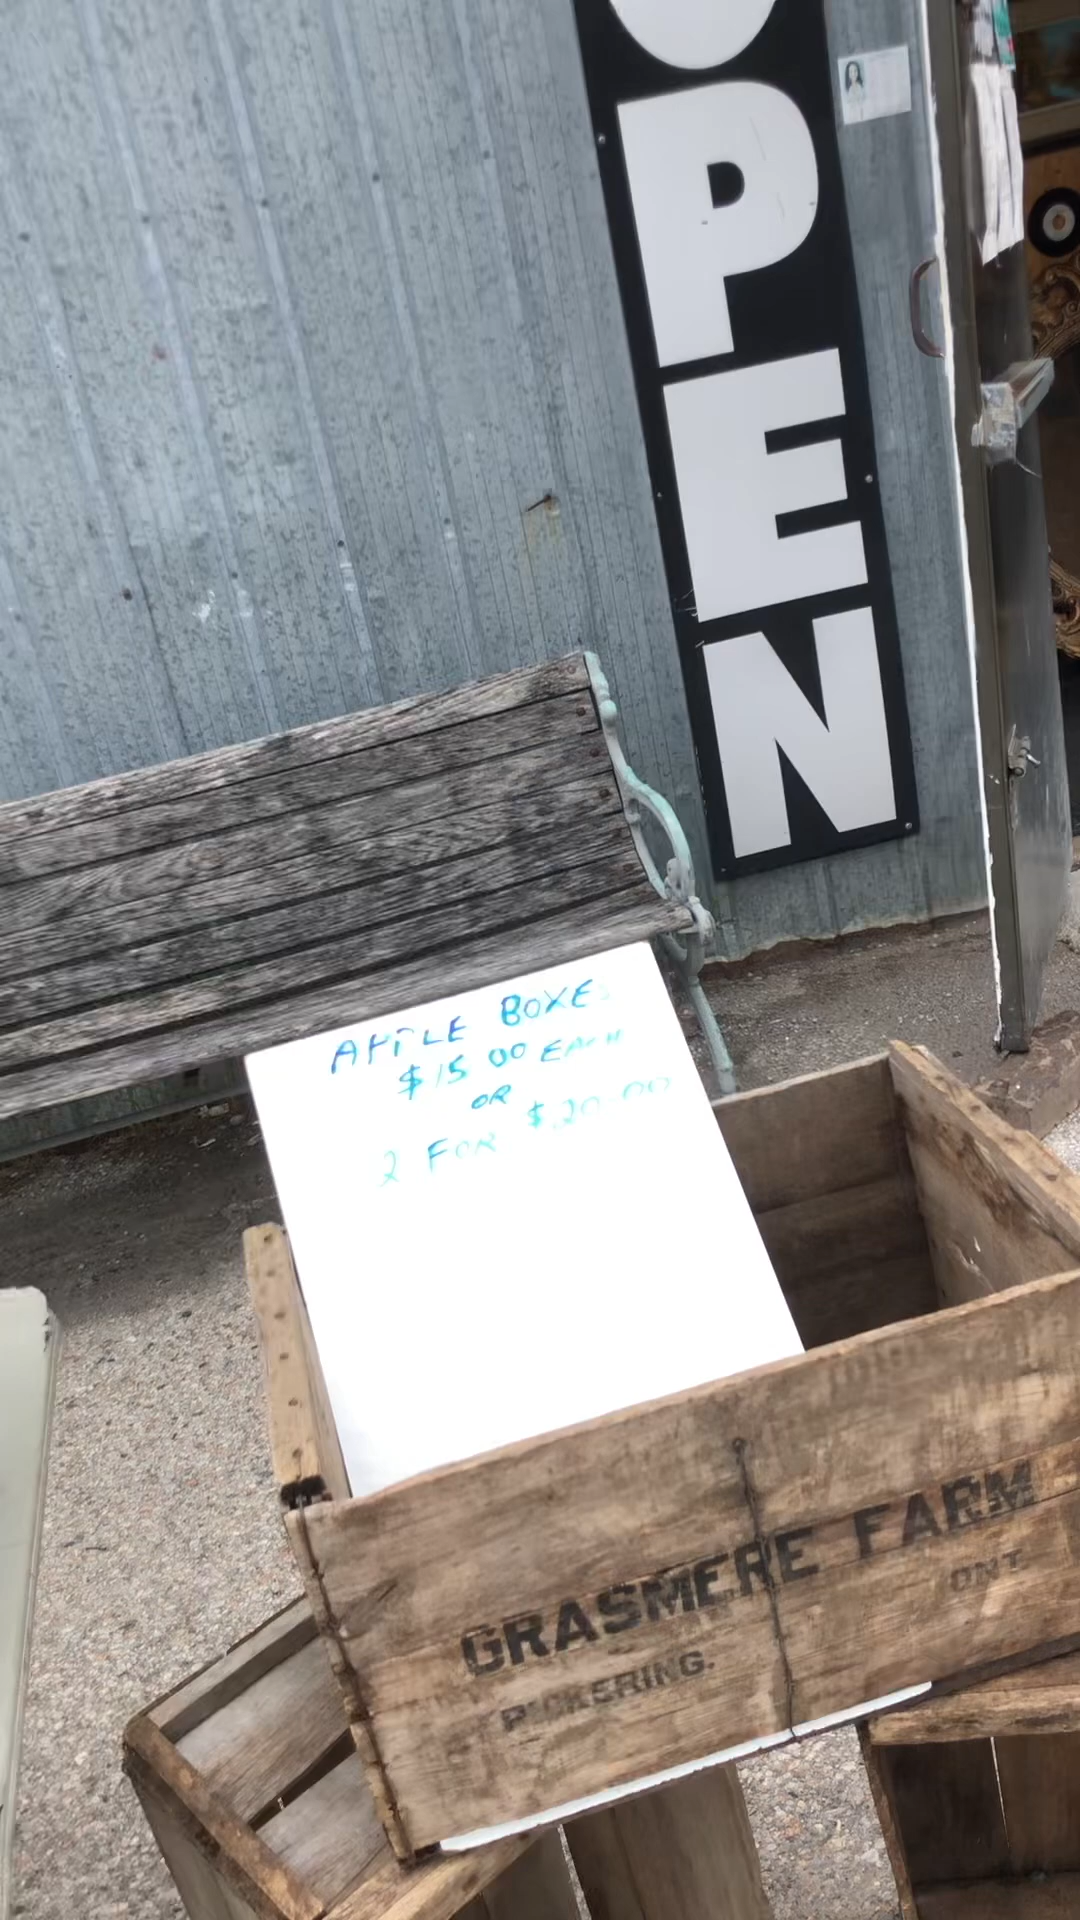 OPEN
APPLE BOXES
$15.00 EACH
OR
2 FOR $20.00
GRASMERE FARM
PICKERING. ONT